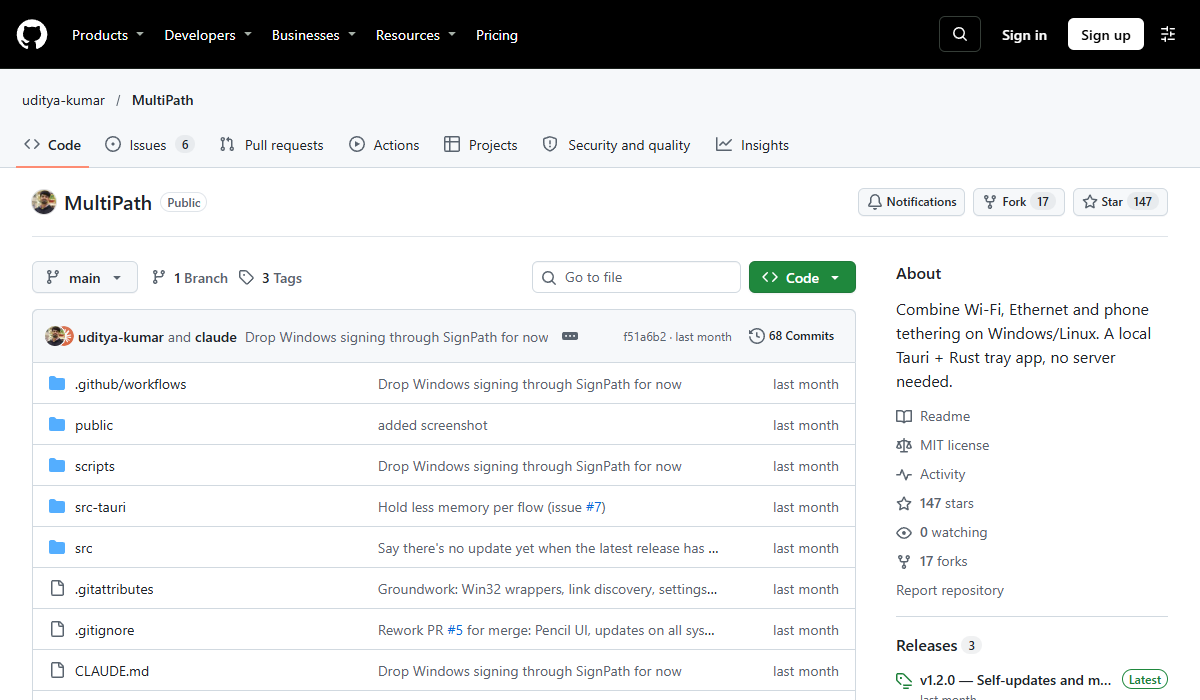 Products Developers Businesses Resources Pricing Sign in Sign up
uditya-kumar / MultiPath
Code Issues 6 Pull requests Actions Projects Security and quality Insights
MultiPath Public Notifications Fork 17 Star 147
main 1 Branch 3 Tags Go to file Code
uditya-kumar and claude Drop Windows signing through SignPath for now f51a6b2 · last month 68 Commits
.github/workflows Drop Windows signing through SignPath for now last month
public added screenshot last month
scripts Drop Windows signing through SignPath for now last month
src-tauri Hold less memory per flow (issue #7) last month
src Say there's no update yet when the latest release has ... last month
.gitattributes Groundwork: Win32 wrappers, link discovery, settings... last month
.gitignore Rework PR #5 for merge: Pencil UI, updates on all sys... last month
CLAUDE.md Drop Windows signing through SignPath for now last month
About
Combine Wi-Fi, Ethernet and phone
tethering on Windows/Linux. A local
Tauri + Rust tray app, no server
needed.
Readme
MIT license
Activity
147 stars
0 watching
17 forks
Report repository
Releases 3
v1.2.0 — Self-updates and m... Latest
last month